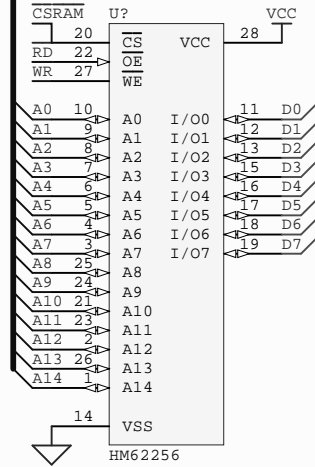 CSRAM U? VCC
20 CS VCC 28
RD 22 OE
WR 27 WE
A0 10 A0 I/O0 11 D0
A1 9 A1 I/O1 12 D1
A2 8 A2 I/O2 13 D2
A3 7 A3 I/O3 15 D3
A4 6 A4 I/O4 16 D4
A5 5 A5 I/O5 17 D5
A6 4 A6 I/O6 18 D6
A7 3 A7 I/O7 19 D7
A8 25 A8
A9 24 A9
A10 21 A10
A11 23 A11
A12 2 A12
A13 26 A13
A14 1 A14
14 VSS
HM62256